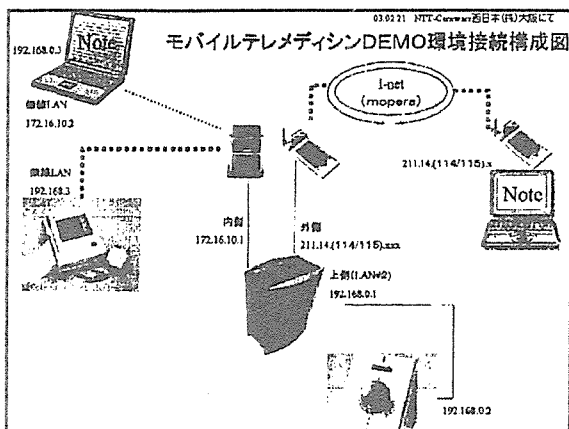 03.02.21 NTT-Comware西日本(株)大阪にて
モバイルテレメディシンDEMO環境接続構成図
Note
192.168.0.3
無線LAN
172.16.10.2
I-net
(mopera)
無線LAN
192.168.3
211.14.(114/115).x
Note
内側
172.16.10.1
外側
211.14.(114/115).xxx
上側(LAN#2)
192.168.0.1
192.168.0.2